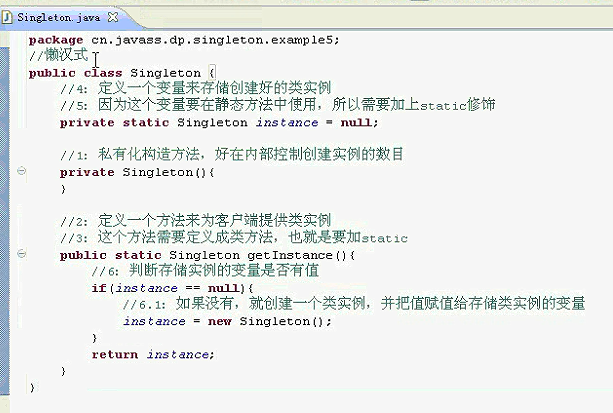 Singleton.java
package cn.javass.dp.singleton.example5;
//懒汉式
public class Singleton {
//4: 定义一个变量来存储创建好的类实例
//5: 因为这个变量要在静态方法中使用，所以需要加上static修饰
private static Singleton instance = null;
//1: 私有化构造方法，好在内部控制创建实例的数目
private Singleton(){
}
//2: 定义一个方法来为客户端提供类实例
//3: 这个方法需要定义成类方法，也就是要加static
public static Singleton getInstance(){
//6: 判断存储实例的变量是否有值
if(instance == null){
//6.1: 如果没有，就创建一个类实例，并把值赋值给存储类实例的变量
instance = new Singleton();
}
return instance;
}
}